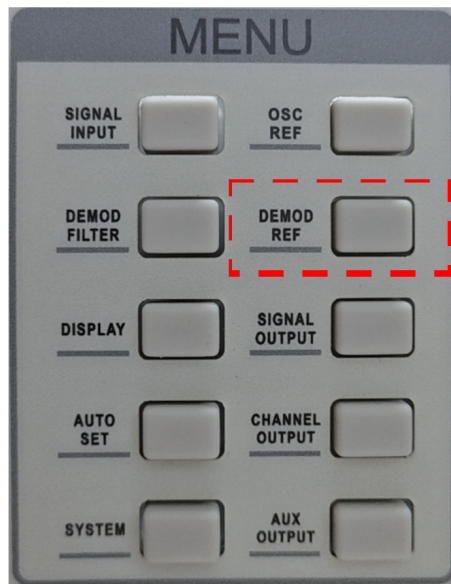 MENU
SIGNAL
INPUT
OSC
REF
DEMOD
FILTER
DEMOD
REF
DISPLAY
SIGNAL
OUTPUT
AUTO
SET
CHANNEL
OUTPUT
SYSTEM
AUX
OUTPUT